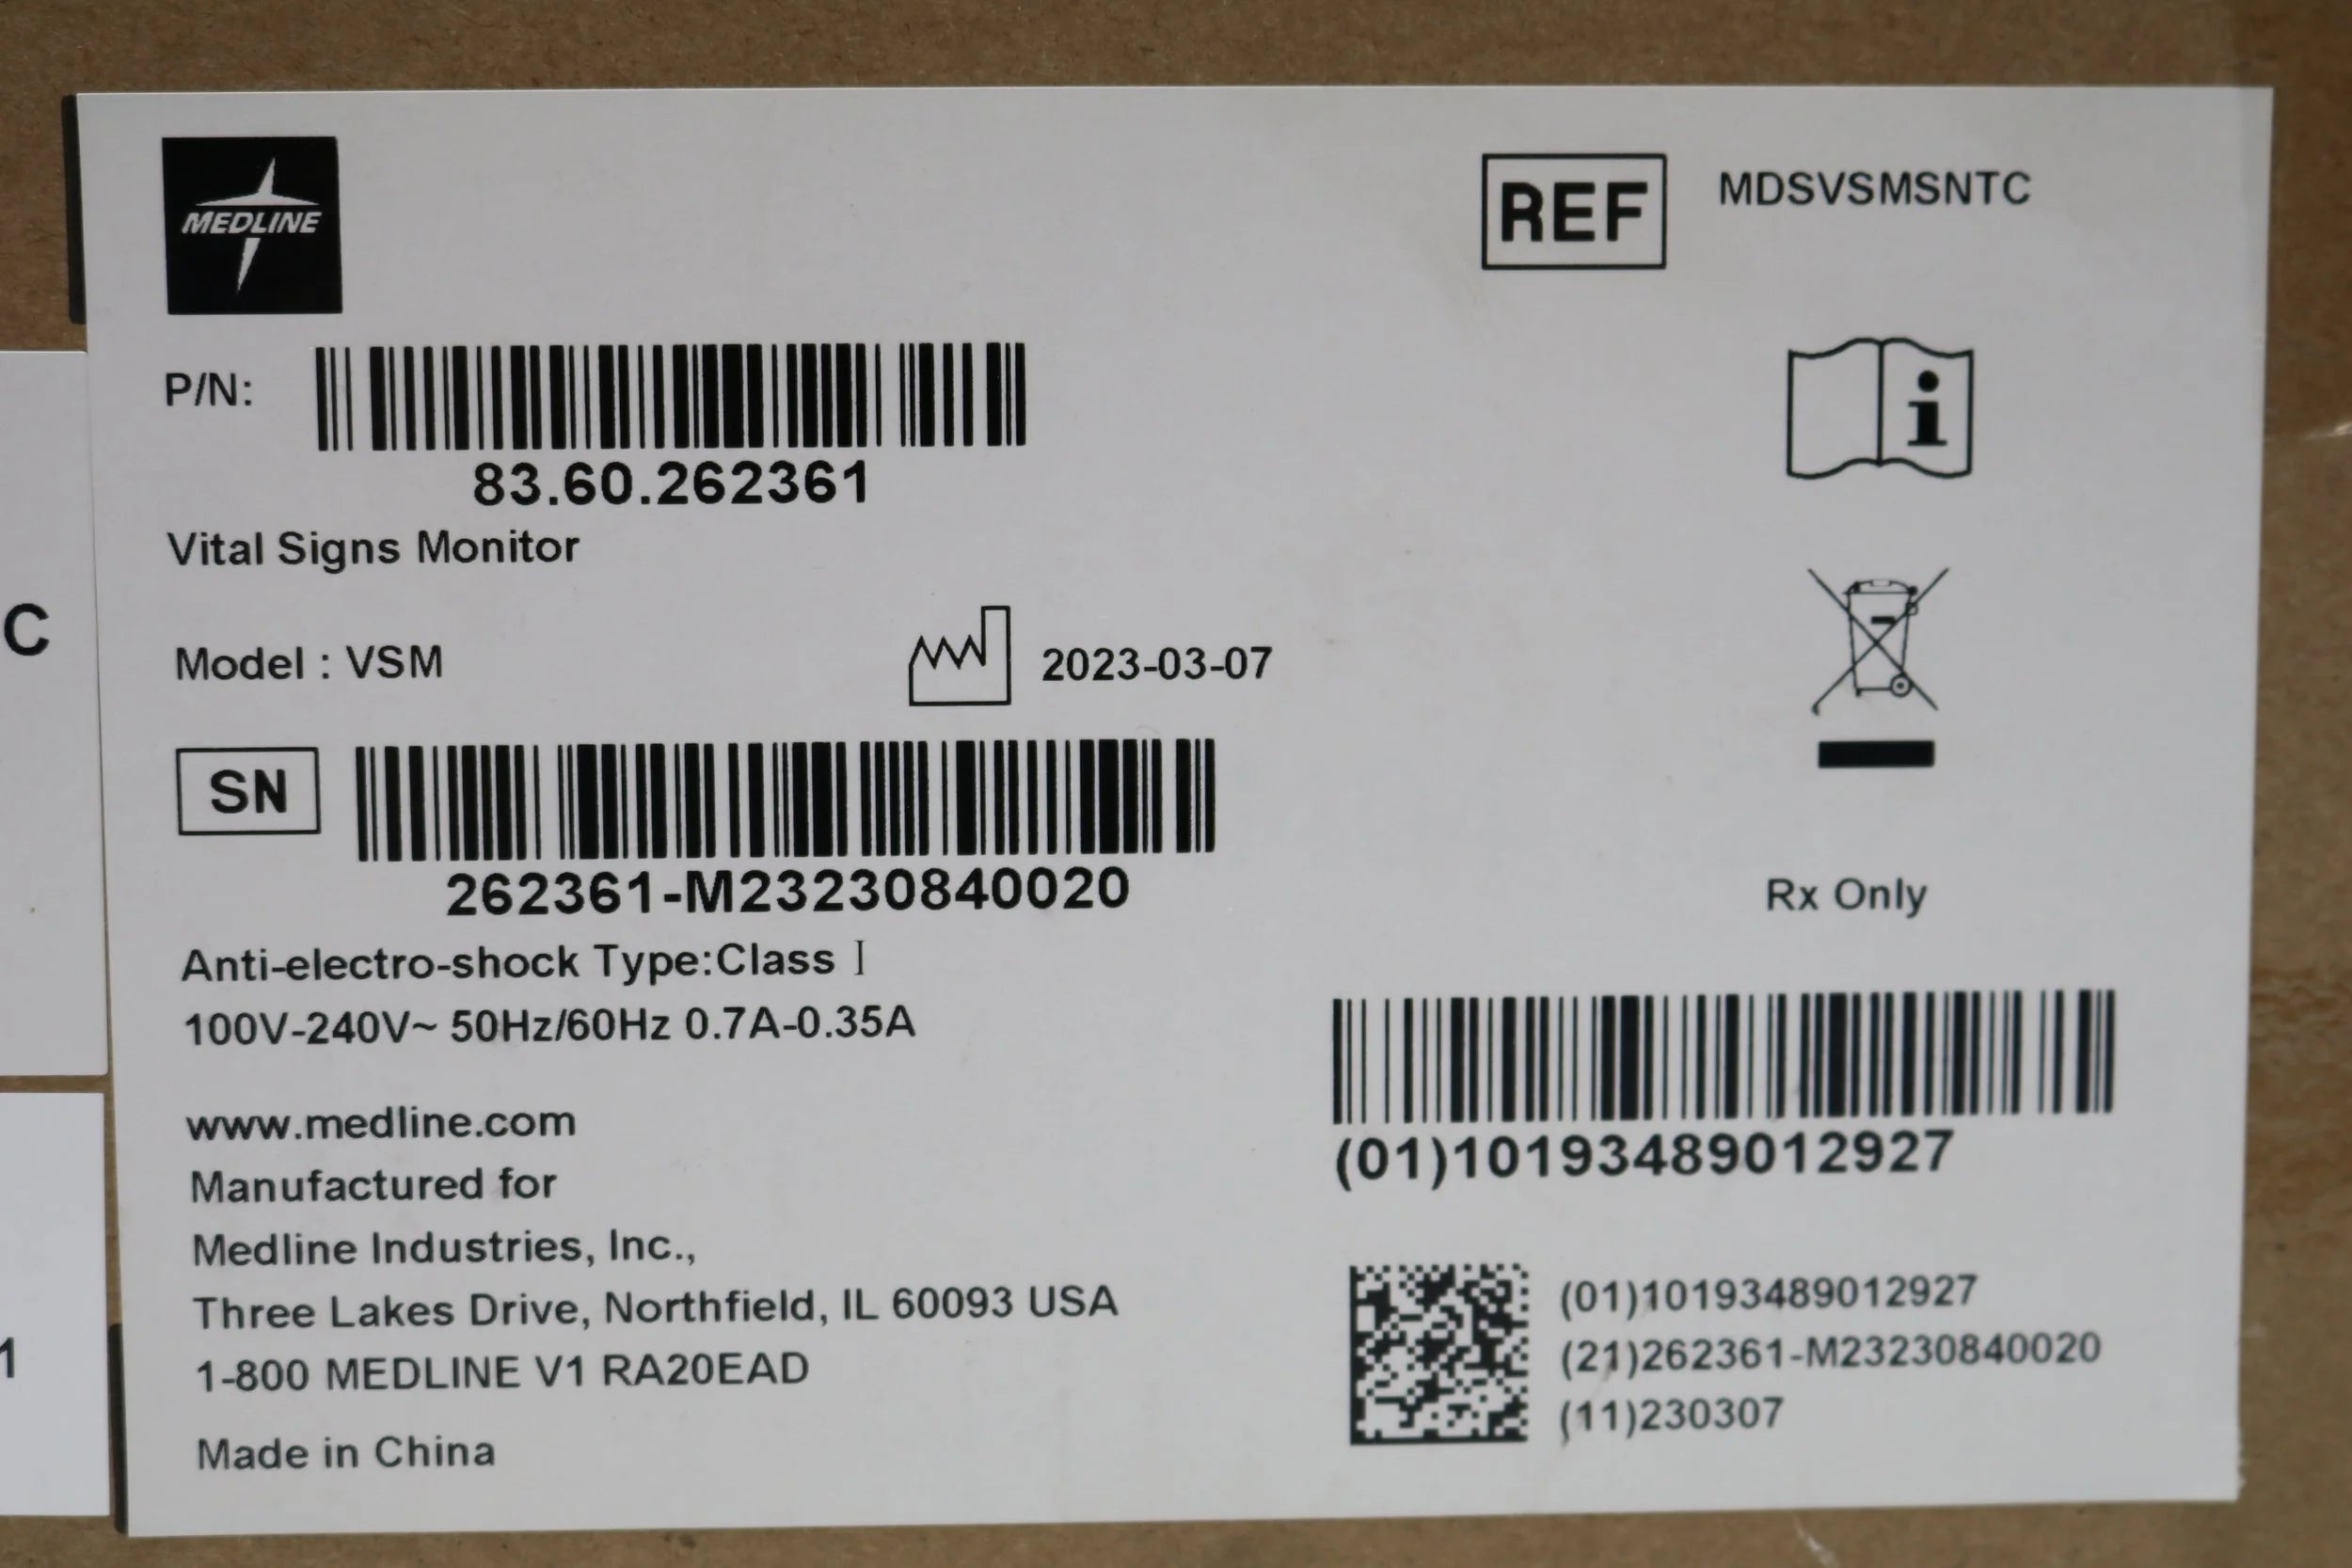 MEDLINE
REF MDSVSMSNTC
P/N:
83.60.262361
Vital Signs Monitor
Model : VSM
2023-03-07
SN
262361-M23230840020
Anti-electro-shock Type:Class I
100V-240V~ 50Hz/60Hz 0.7A-0.35A
www.medline.com
Manufactured for
Medline Industries, Inc.,
Three Lakes Drive, Northfield, IL 60093 USA
1-800 MEDLINE V1 RA20EAD
Made in China
i
Rx Only
(01)10193489012927
(01)10193489012927
(21)262361-M23230840020
(11)230307
C
1